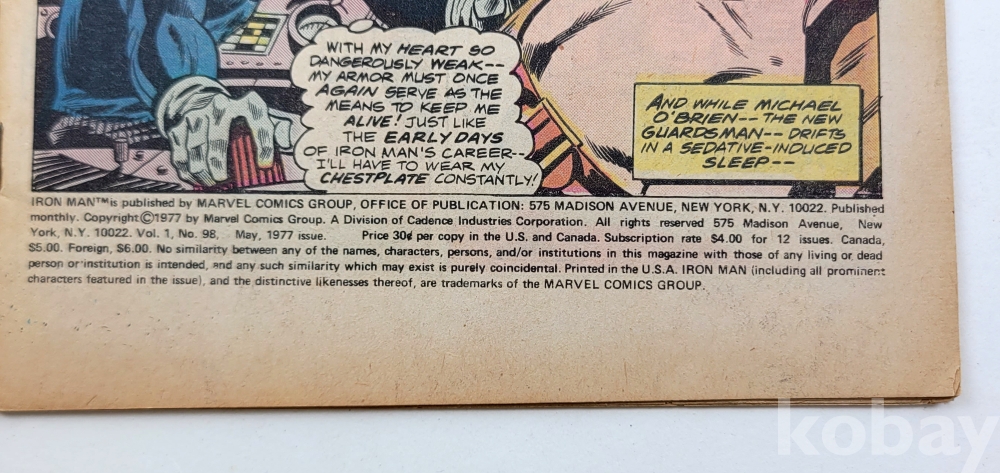 WITH MY HEART SO
DANGEROUSLY WEAK--
MY ARMOR MUST ONCE
AGAIN SERVE AS THE
MEANS TO KEEP ME
ALIVE! JUST LIKE
THE EARLY DAYS
OF IRON MAN'S CAREER--
I'LL HAVE TO WEAR MY
CHESTPLATE CONSTANTLY!
AND WHILE MICHAEL
O'BRIEN--THE NEW
GUARDSMAN--DRIFTS
IN A SEDATIVE-INDUCED
SLEEP--
IRON MAN™ is published by MARVEL COMICS GROUP, OFFICE OF PUBLICATION: 575 MADISON AVENUE, NEW YORK, N.Y. 10022. Published
monthly. Copyright©1977 by Marvel Comics Group. A Division of Cadence Industries Corporation. All rights reserved 575 Madison Avenue, New
York, N.Y. 10022. Vol. 1, No. 98, May, 1977 issue. Price 30¢ per copy in the U.S. and Canada. Subscription rate $4.00 for 12 issues. Canada,
$5.00. Foreign, $6.00. No similarity between any of the names, characters, persons, and/or institutions in this magazine with those of any living or dead
person or institution is intended, and any such similarity which may exist is purely coincidental. Printed in the U.S.A. IRON MAN (including all prominent
characters featured in the issue), and the distinctive likenesses thereof, are trademarks of the MARVEL COMICS GROUP.
kobay